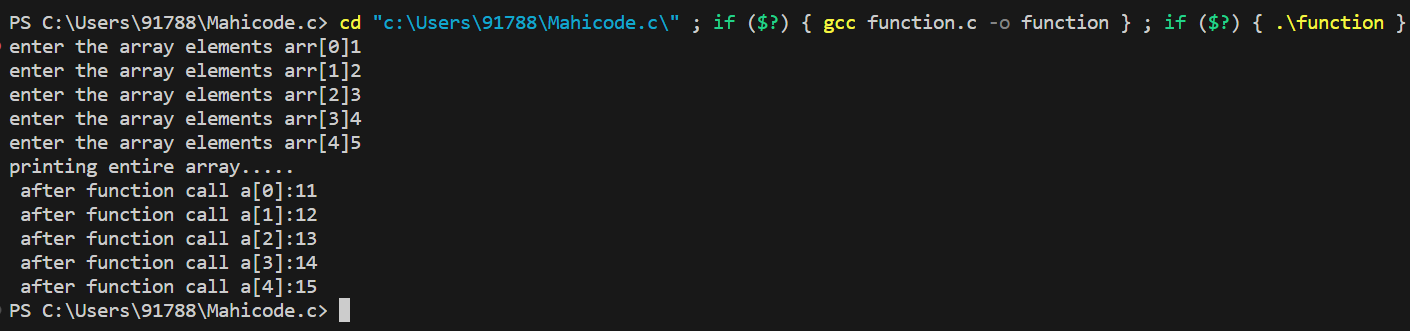 PS C:\Users\91788\Mahicode.c> cd "c:\Users\91788\Mahicode.c\" ; if ($?) { gcc function.c -o function } ; if ($?) { .\function }
enter the array elements arr[0]1
enter the array elements arr[1]2
enter the array elements arr[2]3
enter the array elements arr[3]4
enter the array elements arr[4]5
printing entire array.....
 after function call a[0]:11
 after function call a[1]:12
 after function call a[2]:13
 after function call a[3]:14
 after function call a[4]:15
PS C:\Users\91788\Mahicode.c>